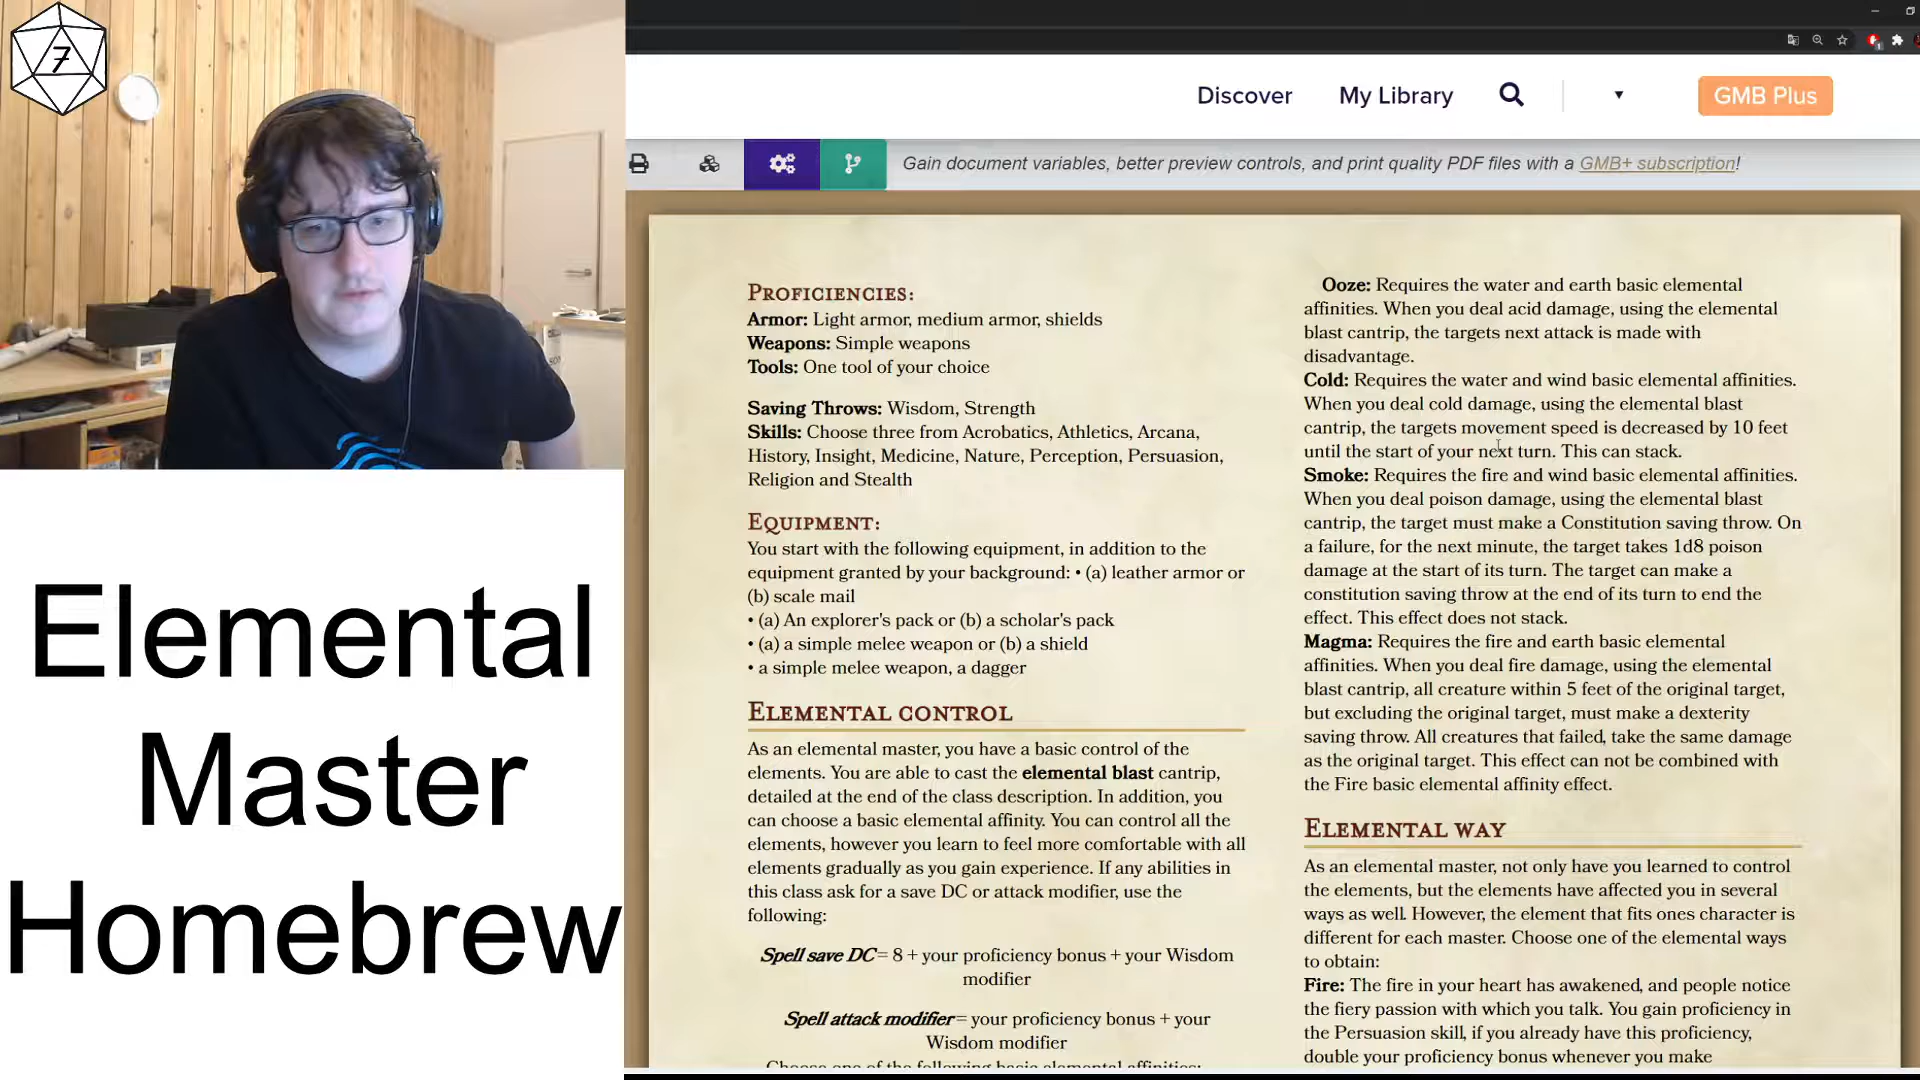 7
Elemental
Master
Homebrew
Discover
My Library
GMB Plus
Gain document variables, better preview controls, and print quality PDF files with a GMB+ subscription!
PROFICIENCIES:
Armor: Light armor, medium armor, shields
Weapons: Simple weapons
Tools: One tool of your choice
Saving Throws: Wisdom, Strength
Skills: Choose three from Acrobatics, Athletics, Arcana,
History, Insight, Medicine, Nature, Perception, Persuasion,
Religion and Stealth
EQUIPMENT:
You start with the following equipment, in addition to the
equipment granted by your background: • (a) leather armor or
(b) scale mail
• (a) An explorer's pack or (b) a scholar's pack
• (a) a simple melee weapon or (b) a shield
• a simple melee weapon, a dagger
ELEMENTAL CONTROL
As an elemental master, you have a basic control of the
elements. You are able to cast the elemental blast cantrip,
detailed at the end of the class description. In addition, you
can choose a basic elemental affinity. You can control all the
elements, however you learn to feel more comfortable with all
elements gradually as you gain experience. If any abilities in
this class ask for a save DC or attack modifier, use the
following:
Spell save DC= 8 + your proficiency bonus + your Wisdom
modifier
Spell attack modifier= your proficiency bonus + your
Wisdom modifier
Choose one of the following basic elemental affinities:
Ooze: Requires the water and earth basic elemental
affinities. When you deal acid damage, using the elemental
blast cantrip, the targets next attack is made with
disadvantage.
Cold: Requires the water and wind basic elemental affinities.
When you deal cold damage, using the elemental blast
cantrip, the targets movement speed is decreased by 10 feet
until the start of your next turn. This can stack.
Smoke: Requires the fire and wind basic elemental affinities.
When you deal poison damage, using the elemental blast
cantrip, the target must make a Constitution saving throw. On
a failure, for the next minute, the target takes 1d8 poison
damage at the start of its turn. The target can make a
constitution saving throw at the end of its turn to end the
effect. This effect does not stack.
Magma: Requires the fire and earth basic elemental
affinities. When you deal fire damage, using the elemental
blast cantrip, all creature within 5 feet of the original target,
but excluding the original target, must make a dexterity
saving throw. All creatures that failed, take the same damage
as the original target. This effect can not be combined with
the Fire basic elemental affinity effect.
ELEMENTAL WAY
As an elemental master, not only have you learned to control
the elements, but the elements have affected you in several
ways as well. However, the element that fits ones character is
different for each master. Choose one of the elemental ways
to obtain:
Fire: The fire in your heart has awakened, and people notice
the fiery passion with which you talk. You gain proficiency in
the Persuasion skill, if you already have this proficiency,
double your proficiency bonus whenever you make